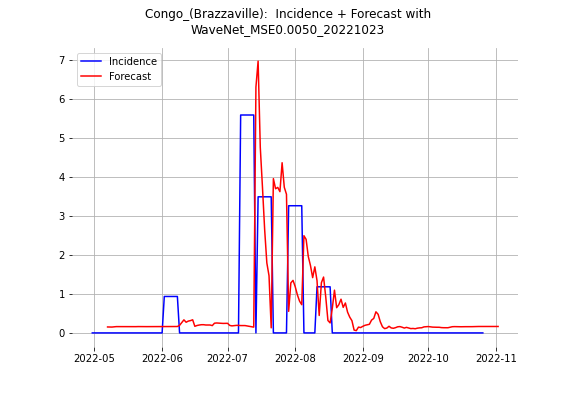 Congo_(Brazzaville):  Incidence + Forecast with
WaveNet_MSE0.0050_20221023
Incidence
Forecast
7
6
5
4
3
2
1
0
2022-05 2022-06 2022-07 2022-08 2022-09 2022-10 2022-11